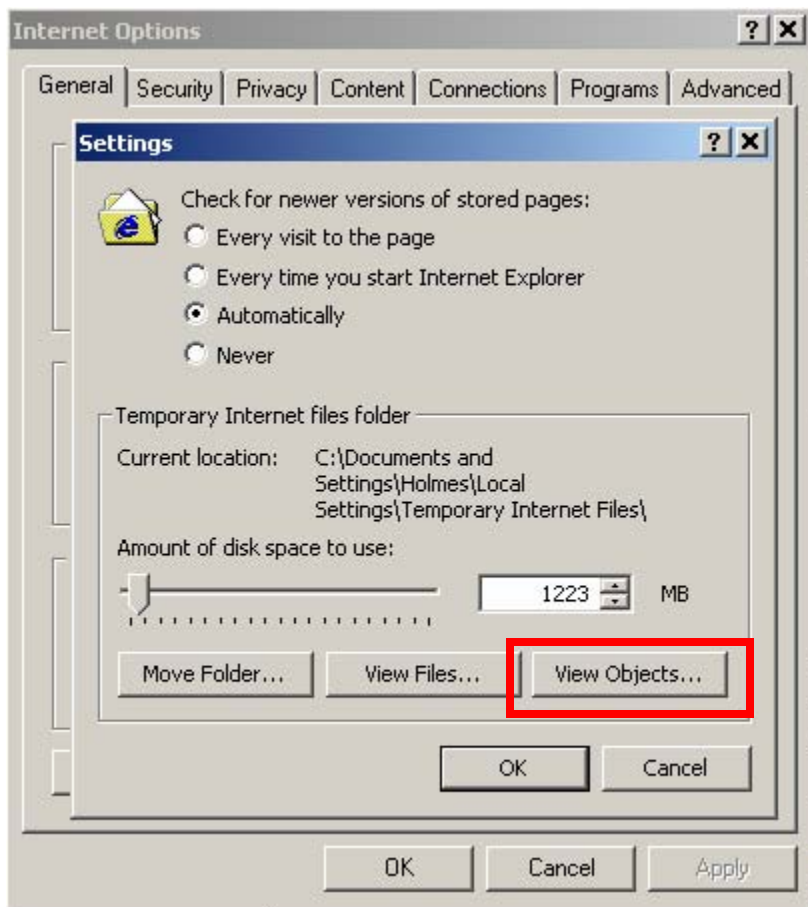 Internet Options
General Security Privacy Content Connections Programs Advanced
Settings
Check for newer versions of stored pages:
Every visit to the page
Every time you start Internet Explorer
Automatically
Never
Temporary Internet files folder
Current location: C:\Documents and
Settings\Holmes\Local
Settings\Temporary Internet Files\
Amount of disk space to use:
1223 MB
Move Folder... View Files... View Objects...
OK Cancel
OK Cancel Apply